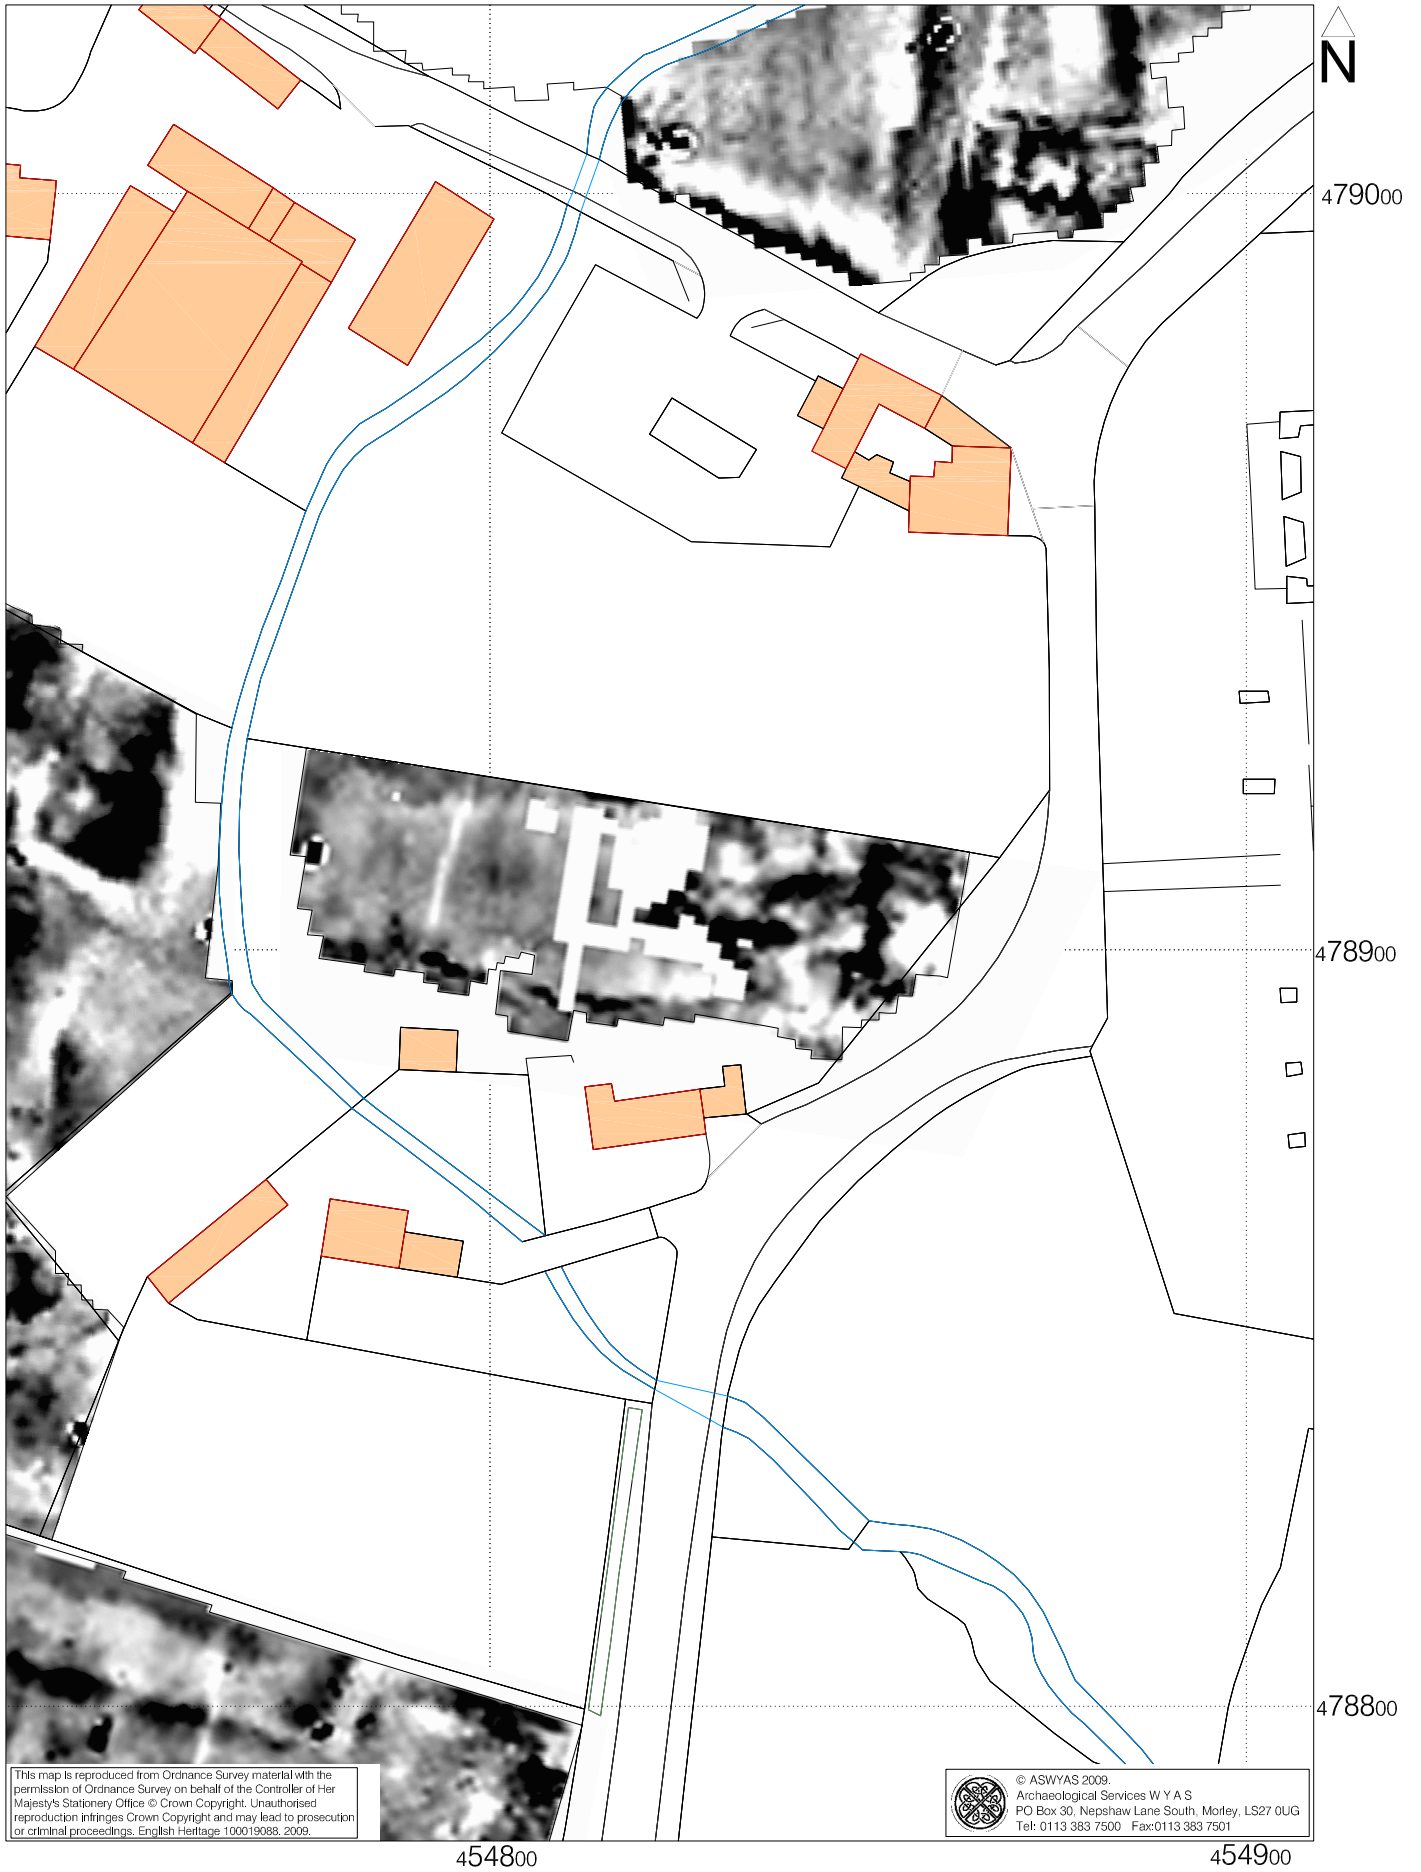 N
479000
478900
478800
This map is reproduced from Ordnance Survey material with the
permission of Ordnance Survey on behalf of the Controller of Her
Majesty's Stationery Office © Crown Copyright. Unauthorised
reproduction infringes Crown Copyright and may lead to prosecution
or criminal proceedings. English Heritage 100019088. 2009.
© ASWYAS 2009.
Archaeological Services W Y A S
PO Box 30, Nepshaw Lane South, Morley, LS27 0UG
Tel: 0113 383 7500 Fax:0113 383 7501
454800
454900